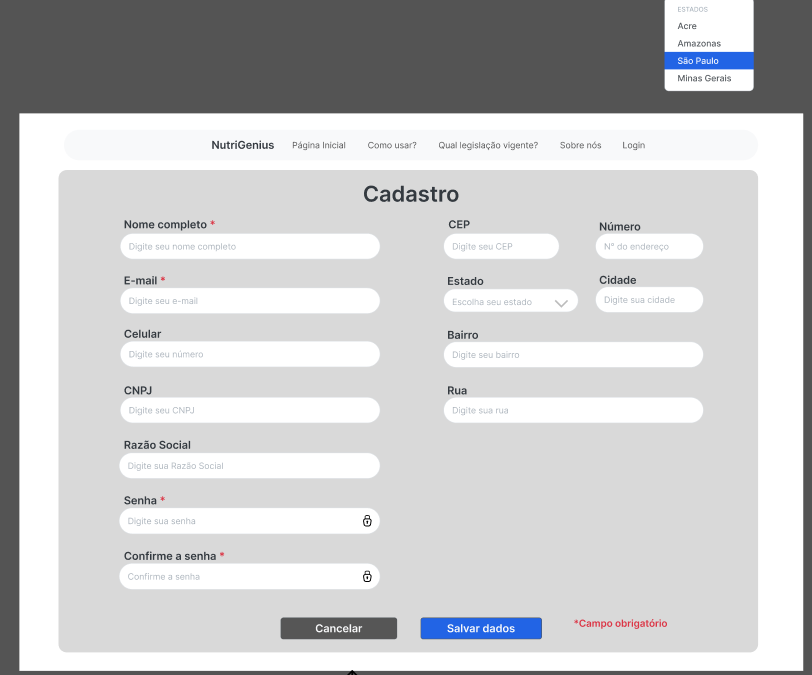 ESTADOS
Acre
Amazonas
São Paulo
Minas Gerais
NutriGenius Página Inicial Como usar? Qual legislação vigente? Sobre nós Login
Cadastro
Nome completo *
Digite seu nome completo
E-mail *
Digite seu e-mail
Celular
Digite seu número
CNPJ
Digite seu CNPJ
Razão Social
Digite sua Razão Social
Senha *
Digite sua senha
Confirme a senha *
Confirme a senha
CEP
Digite seu CEP
Número
N° do endereço
Estado
Escolha seu estado
Cidade
Digite sua cidade
Bairro
Digite seu bairro
Rua
Digite sua rua
Cancelar
Salvar dados
*Campo obrigatório